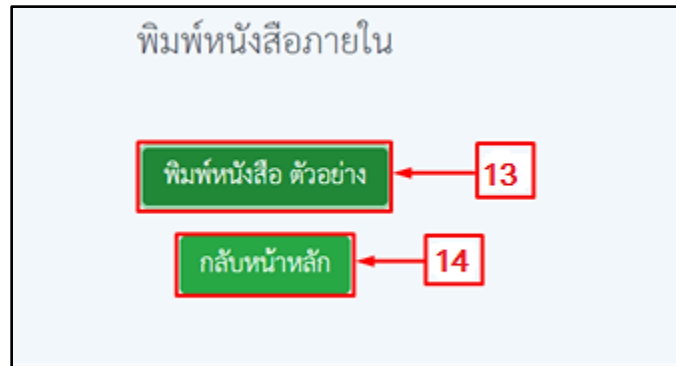 พิมพ์หนังสือภายใน
พิมพ์หนังสือ ตัวอย่าง 13
กลับหน้าหลัก 14